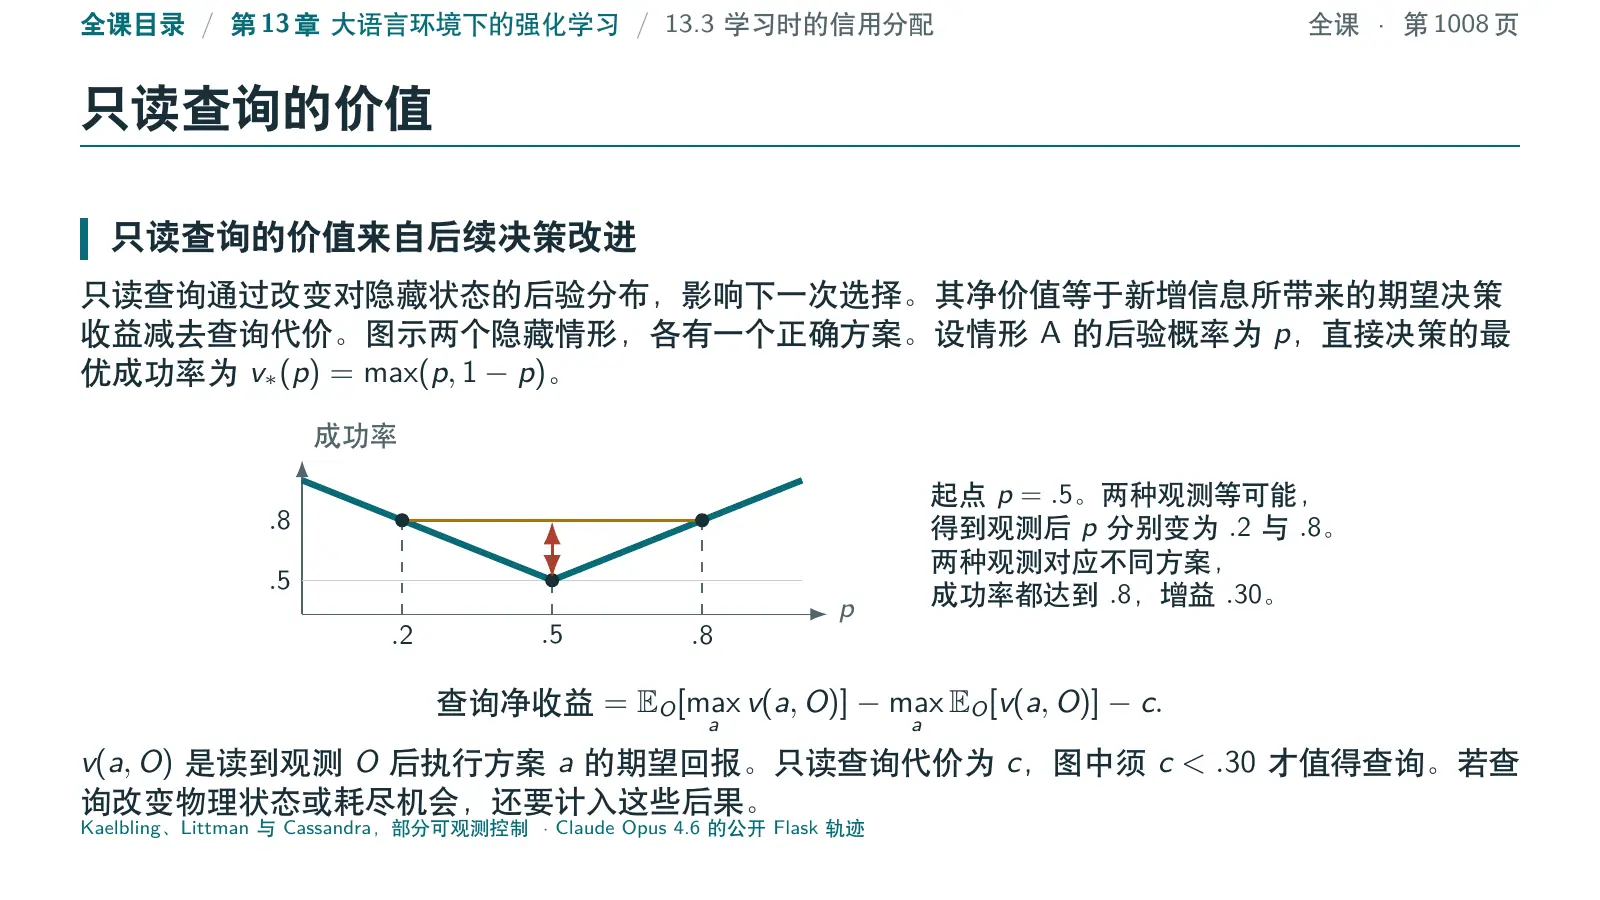 全课目录 / 第13章 大语言环境下的强化学习 / 13.3 学习时的信用分配
全课 · 第1008页
只读查询的价值
只读查询的价值来自后续决策改进
只读查询通过改变对隐藏状态的后验分布，影响下一次选择。其净价值等于新增信息所带来的期望决策
收益减去查询代价。图示两个隐藏情形，各有一个正确方案。设情形 A 的后验概率为 p，直接决策的最
优成功率为 v∗(p) = max(p, 1 − p)。
成功率
.8
.5
.2
.5
.8
p
起点 p = .5。两种观测等可能，
得到观测后 p 分别变为 .2 与 .8。
两种观测对应不同方案，
成功率都达到 .8，增益 .30。
查询净收益 = 𝔼_O[max_a v(a, O)] − max_a 𝔼_O[v(a, O)] − c.
v(a, O) 是读到观测 O 后执行方案 a 的期望回报。只读查询代价为 c，图中须 c < .30 才值得查询。若查
询改变物理状态或耗尽机会，还要计入这些后果。
Kaelbling、Littman 与 Cassandra，部分可观测控制 · Claude Opus 4.6 的公开 Flask 轨迹